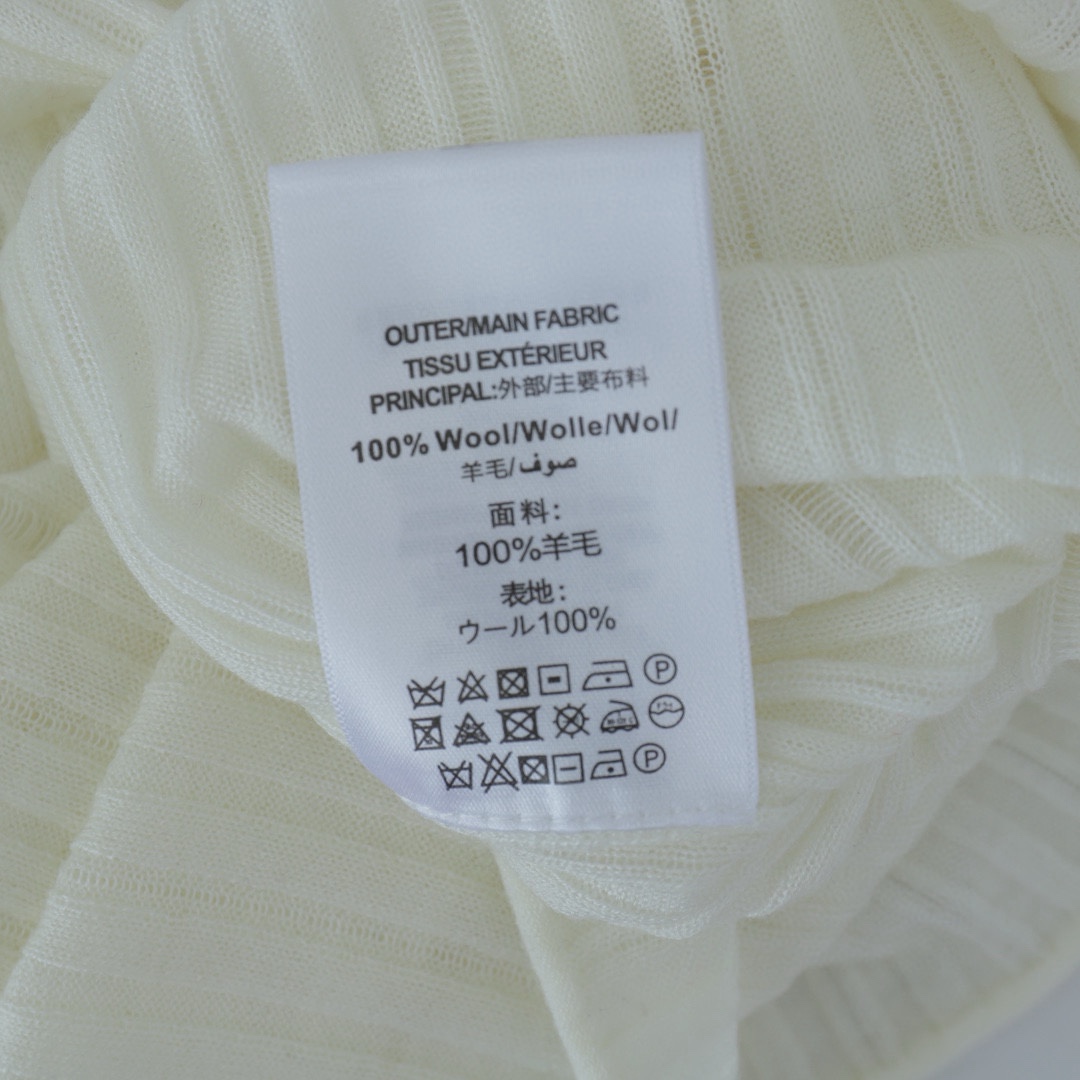 OUTER/MAIN FABRIC
TISSU EXTÉRIEUR
PRINCIPAL:外部/主要布料
100% Wool/Wolle/Wol/
羊毛/صوف
面料:
100%羊毛
表地:
ウール100%
P
P